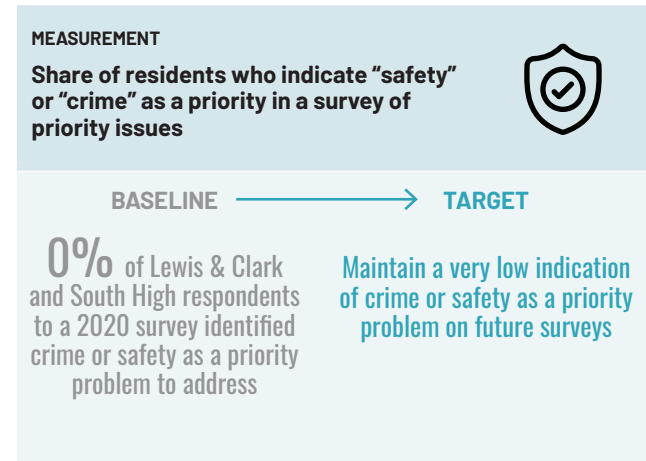 MEASUREMENT
Share of residents who indicate “safety”
or “crime” as a priority in a survey of
priority issues
BASELINE
TARGET
0% of Lewis & Clark
and South High respondents
to a 2020 survey identified
crime or safety as a priority
problem to address
Maintain a very low indication
of crime or safety as a priority
problem on future surveys